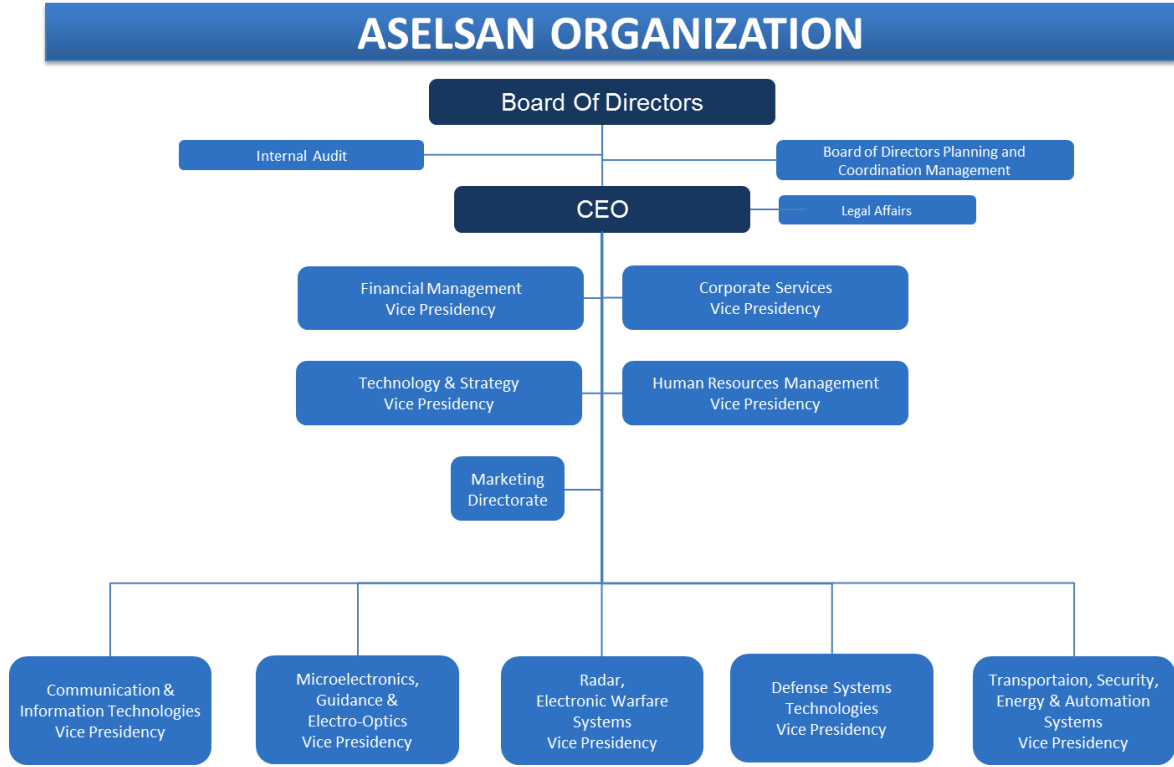 ASELSAN ORGANIZATION
Board Of Directors
Internal Audit
Board of Directors Planning and
Coordination Management
CEO
Legal Affairs
Financial Management
Vice Presidency
Corporate Services
Vice Presidency
Technology & Strategy
Vice Presidency
Human Resources Management
Vice Presidency
Marketing
Directorate
Communication &
Information Technologies
Vice Presidency
Microelectronics,
Guidance &
Electro-Optics
Vice Presidency
Radar,
Electronic Warfare
Systems
Vice Presidency
Defense Systems
Technologies
Vice Presidency
Transportaion, Security,
Energy & Automation
Systems
Vice Presidency